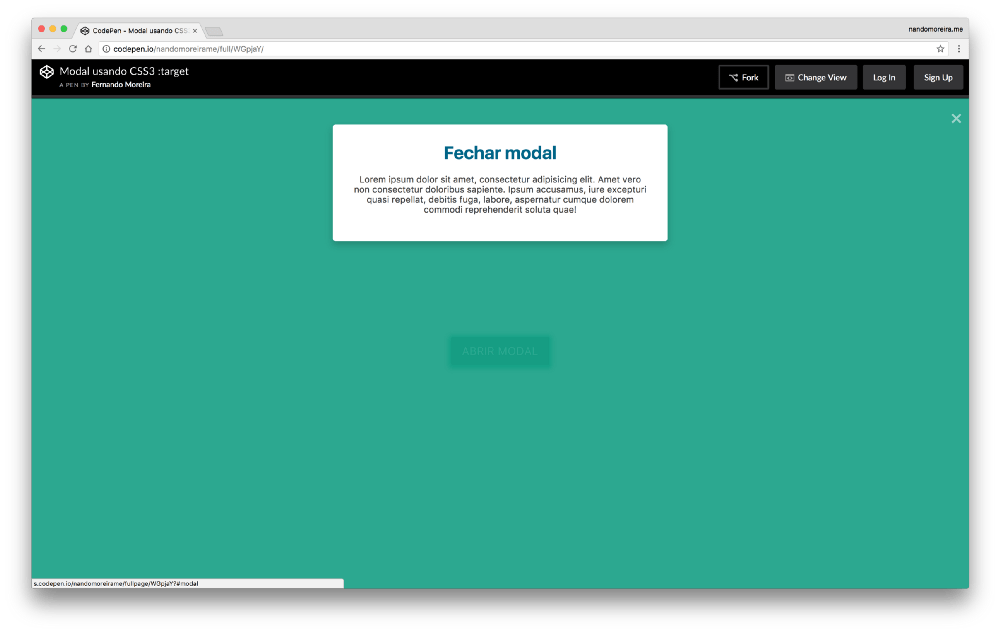 CodePen - Modal usando CSS
nandomoreira.me
codepen.io/nandomoreirame/full/WGpjaY/
Modal usando CSS3 :target
A PEN BY Fernando Moreira
Fork
Change View
Log In
Sign Up
Fechar modal
Lorem ipsum dolor sit amet, consectetur adipisicing elit. Amet vero
non consectetur doloribus sapiente. Ipsum accusamus, iure excepturi
quasi repellat, debitis fuga, labore, aspernatur cumque dolorem
commodi reprehenderit soluta quae!
ABRIR MODAL
s.codepen.io/nandomoreirame/fullpage/WGpjaY?#modal